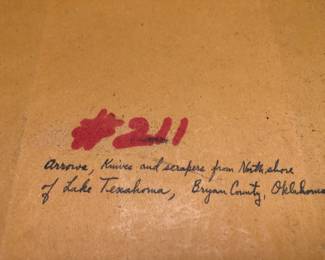 #211
Arrows, Knives and scrapers from North shore
of Lake Texahoma, Bryan County, Oklahoma